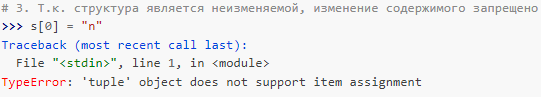 # 3. Т.к. структура является неизменяемой, изменение содержимого запрещено
>>> s[0] = "n"
Traceback (most recent call last):
  File "<stdin>", line 1, in <module>
TypeError: 'tuple' object does not support item assignment